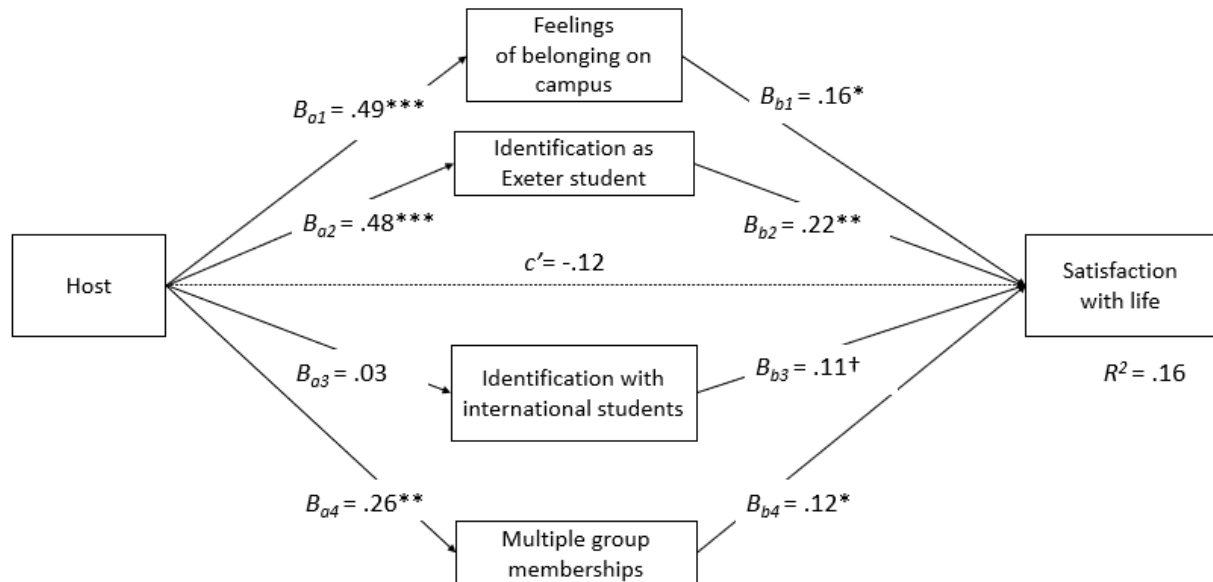 Feelings
of belonging on
campus
B_a1 = .49***
B_b1 = .16*
Identification as
Exeter student
B_a2 = .48***
B_b2 = .22**
Host
c′= -.12
Satisfaction
with life
B_a3 = .03
Identification with
international students
B_b3 = .11†
R² = .16
B_a4 = .26**
B_b4 = .12*
Multiple group
memberships